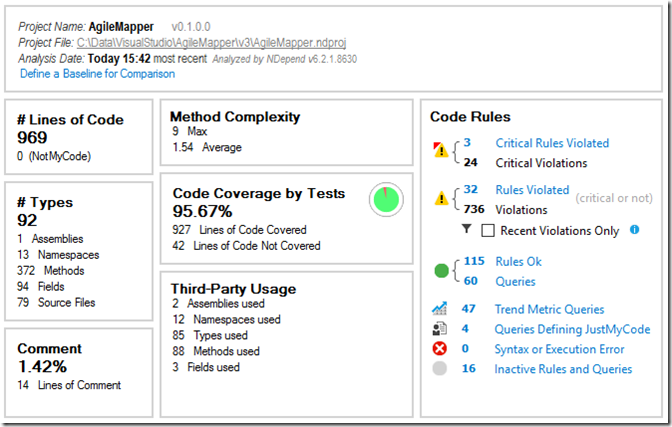 Project Name: AgileMapper v0.1.0.0
Project File: C:\Data\VisualStudio\AgileMapper\v3\AgileMapper.ndproj
Analysis Date: Today 15:42 most recent Analyzed by NDepend v6.2.1.8630
Define a Baseline for Comparison
# Lines of Code
969
0 (NotMyCode)
# Types
92
1 Assemblies
13 Namespaces
372 Methods
94 Fields
79 Source Files
Comment
1.42%
14 Lines of Comment
Method Complexity
9 Max
1.54 Average
Code Coverage by Tests
95.67%
927 Lines of Code Covered
42 Lines of Code Not Covered
Third-Party Usage
2 Assemblies used
12 Namespaces used
85 Types used
88 Methods used
3 Fields used
Code Rules
3 Critical Rules Violated
24 Critical Violations
32 Rules Violated (critical or not)
736 Violations
Recent Violations Only
115 Rules Ok
60 Queries
47 Trend Metric Queries
4 Queries Defining JustMyCode
0 Syntax or Execution Error
16 Inactive Rules and Queries